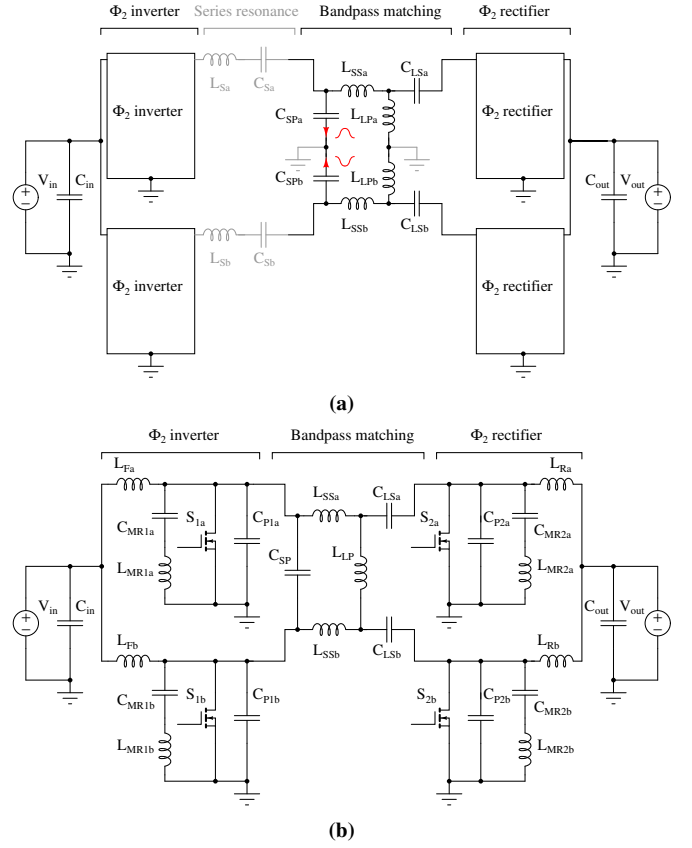 Φ2 inverter Series resonance Bandpass matching Φ2 rectifier
LSa CSa LSSa CLSa
Φ2 inverter CSPa LLPa Φ2 rectifier
Vin Cin CSPb LLPb Cout Vout
LSb CSb LSSb CLSb
Φ2 inverter Φ2 rectifier
(a)
Φ2 inverter Bandpass matching Φ2 rectifier
LFa LSSa CLSa LRa
CMR1a S1a CP1a S2a CP2a CMR2a
LMR1a CSP LLP LMR2a
Vin Cin Cout Vout
LFb LSSb CLSb LRb
CMR1b S1b CP1b S2b CP2b CMR2b
LMR1b LMR2b
(b)